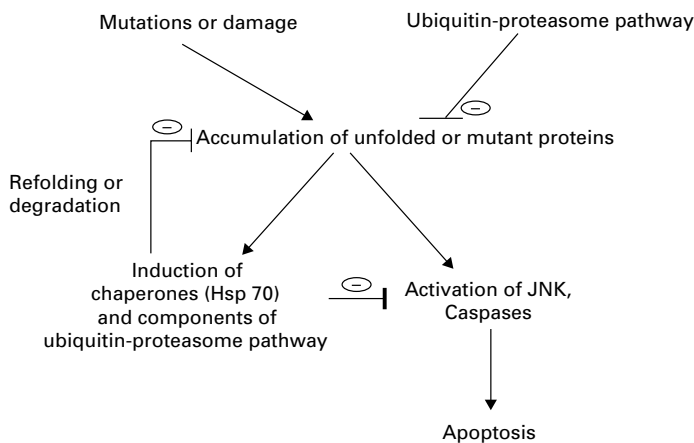 Mutations or damage
Ubiquitin-proteasome pathway
−
−
Accumulation of unfolded or mutant proteins
Refolding or
degradation
Induction of
chaperones (Hsp 70)
and components of
ubiquitin-proteasome pathway
−
Activation of JNK,
Caspases
Apoptosis